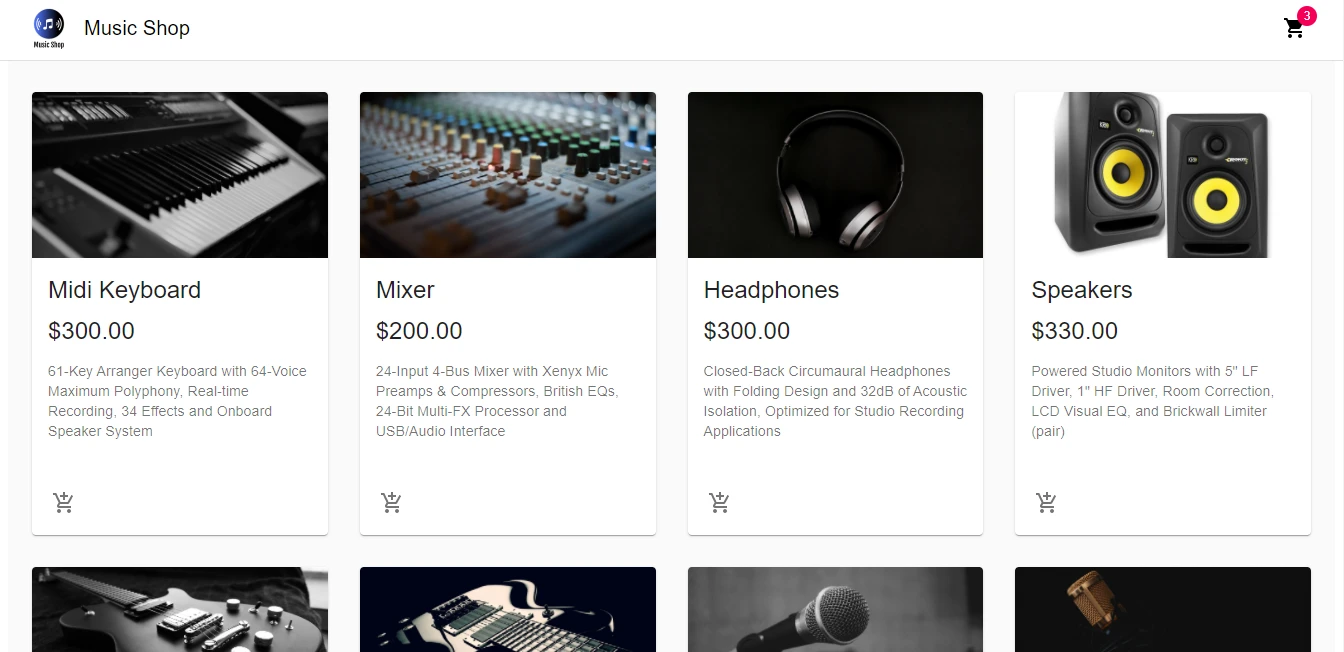 Music Shop
Music Shop
3
Midi Keyboard
$300.00
61-Key Arranger Keyboard with 64-Voice
Maximum Polyphony, Real-time
Recording, 34 Effects and Onboard
Speaker System
Mixer
$200.00
24-Input 4-Bus Mixer with Xenyx Mic
Preamps & Compressors, British EQs,
24-Bit Multi-FX Processor and
USB/Audio Interface
Headphones
$300.00
Closed-Back Circumaural Headphones
with Folding Design and 32dB of Acoustic
Isolation, Optimized for Studio Recording
Applications
Speakers
$330.00
Powered Studio Monitors with 5" LF
Driver, 1" HF Driver, Room Correction,
LCD Visual EQ, and Brickwall Limiter
(pair)